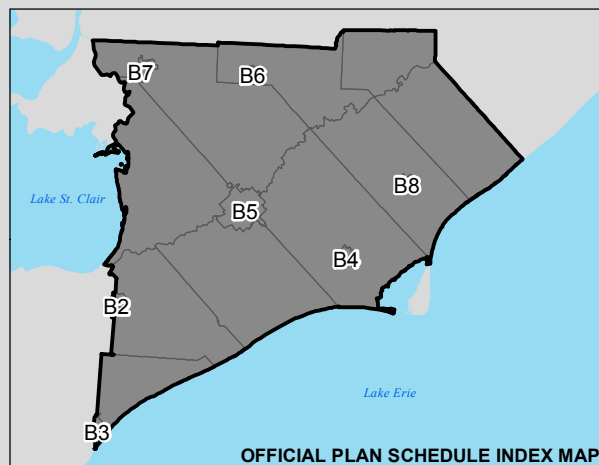 B7
B6
B8
Lake St. Clair
B5
B4
B2
Lake Erie
B3
OFFICIAL PLAN SCHEDULE INDEX MAP